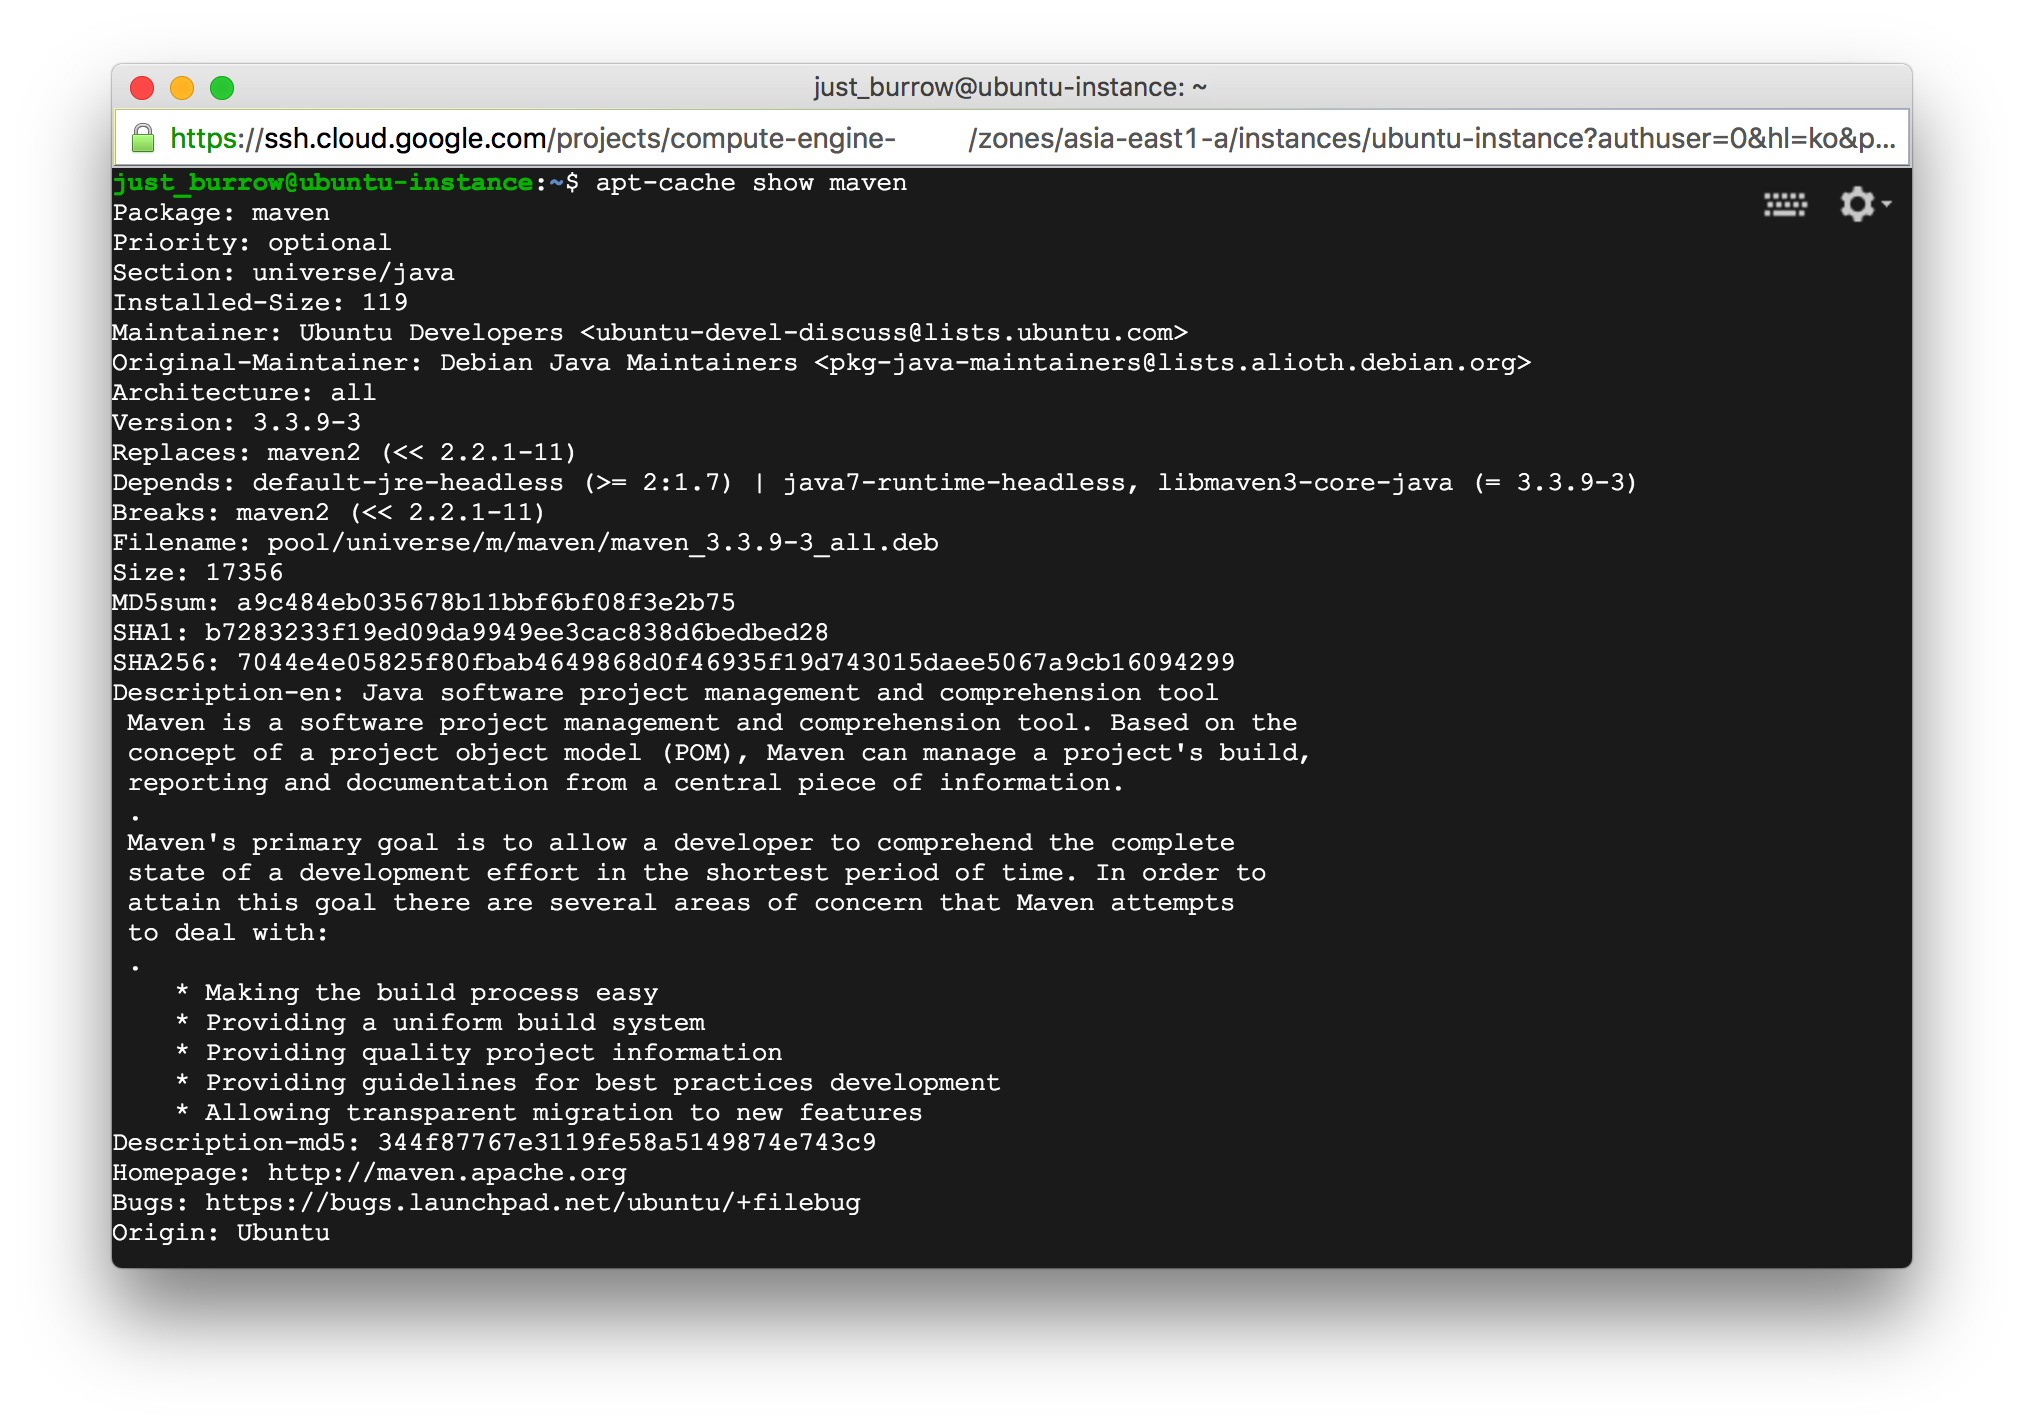 just_burrow@ubuntu-instance: ~
https://ssh.cloud.google.com/projects/compute-engine-      /zones/asia-east1-a/instances/ubuntu-instance?authuser=0&hl=ko&p...
just_burrow@ubuntu-instance:~$ apt-cache show maven
Package: maven
Priority: optional
Section: universe/java
Installed-Size: 119
Maintainer: Ubuntu Developers <ubuntu-devel-discuss@lists.ubuntu.com>
Original-Maintainer: Debian Java Maintainers <pkg-java-maintainers@lists.alioth.debian.org>
Architecture: all
Version: 3.3.9-3
Replaces: maven2 (<< 2.2.1-11)
Depends: default-jre-headless (>= 2:1.7) | java7-runtime-headless, libmaven3-core-java (= 3.3.9-3)
Breaks: maven2 (<< 2.2.1-11)
Filename: pool/universe/m/maven/maven_3.3.9-3_all.deb
Size: 17356
MD5sum: a9c484eb035678b11bbf6bf08f3e2b75
SHA1: b7283233f19ed09da9949ee3cac838d6bedbed28
SHA256: 7044e4e05825f80fbab4649868d0f46935f19d743015daee5067a9cb16094299
Description-en: Java software project management and comprehension tool
 Maven is a software project management and comprehension tool. Based on the
 concept of a project object model (POM), Maven can manage a project's build,
 reporting and documentation from a central piece of information.
 .
 Maven's primary goal is to allow a developer to comprehend the complete
 state of a development effort in the shortest period of time. In order to
 attain this goal there are several areas of concern that Maven attempts
 to deal with:
 .
    * Making the build process easy
    * Providing a uniform build system
    * Providing quality project information
    * Providing guidelines for best practices development
    * Allowing transparent migration to new features
Description-md5: 344f87767e3119fe58a5149874e743c9
Homepage: http://maven.apache.org
Bugs: https://bugs.launchpad.net/ubuntu/+filebug
Origin: Ubuntu